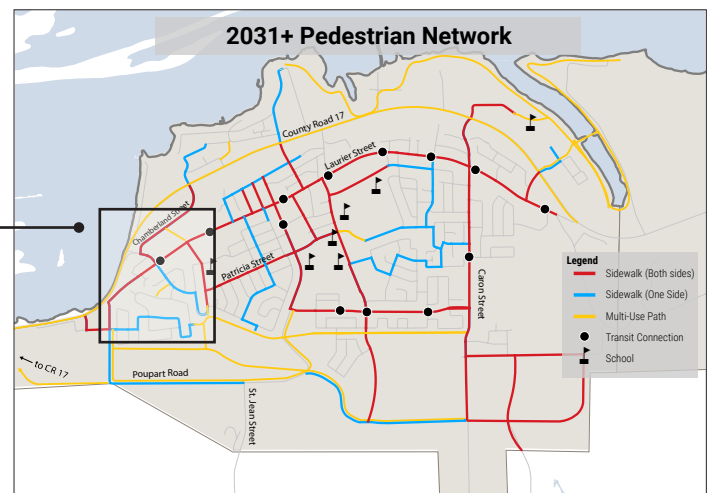 2031+ Pedestrian Network
County Road 17
Laurier Street
Chamberland Street
Patricia Street
Caron Street
Legend
Sidewalk (Both sides)
Sidewalk (One Side)
Multi-Use Path
Transit Connection
School
to CR 17
Poupart Road
St. Jean Street